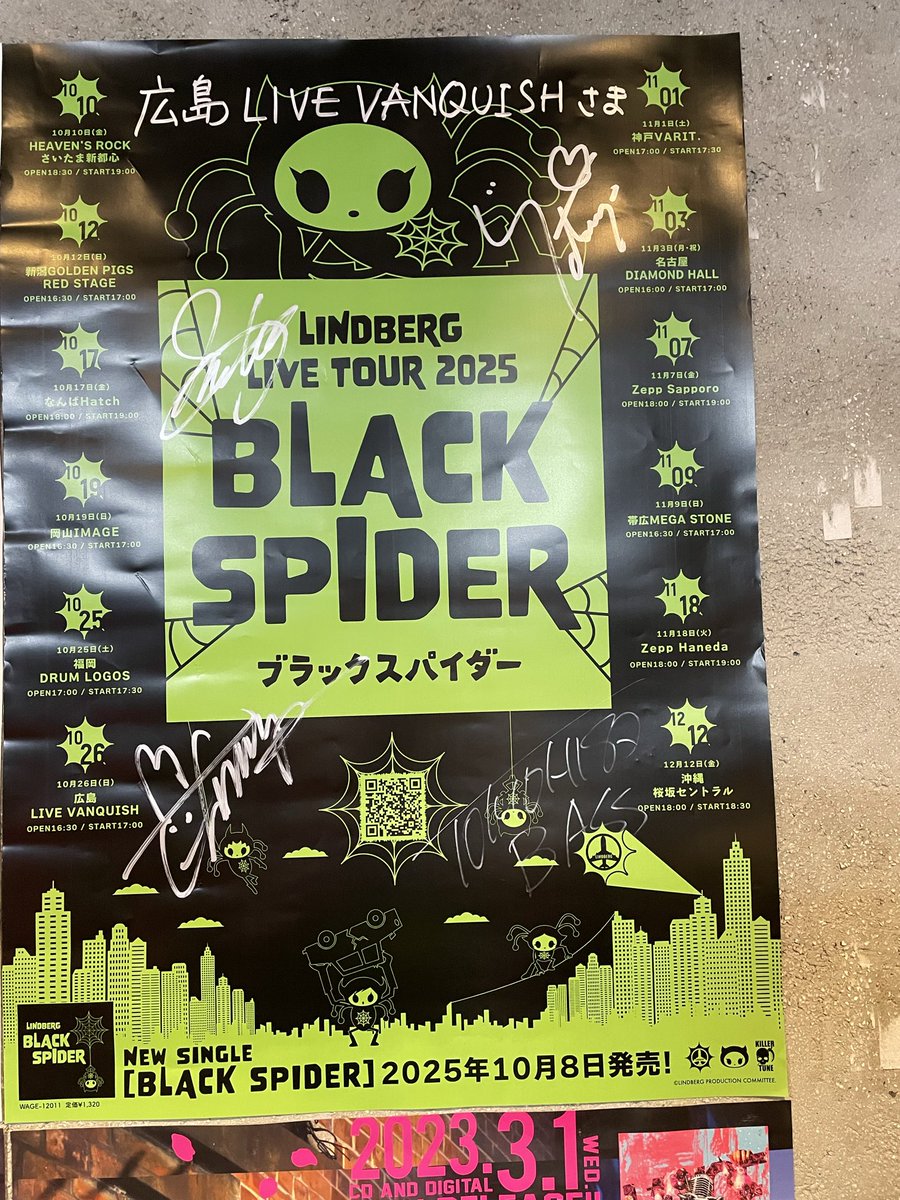 広島 LIVE VANQUISH さま
10
10
10月10日(金)
HEAVEN'S ROCK
さいたま新都心
OPEN18:30 / START19:00
10
12
10月12日(日)
新潟GOLDEN PIGS
RED STAGE
OPEN16:30 / START17:00
10
17
10月17日(金)
なんばHatch
OPEN18:00 / START19:00
10
19
10月19日(日)
岡山IMAGE
OPEN16:30 / START17:00
10
25
10月25日(土)
福岡
DRUM LOGOS
OPEN17:00 / START17:30
10
26
10月26日(日)
広島
LIVE VANQUISH
OPEN16:30 / START17:00
LINDBERG
LIVE TOUR 2025
BLACK
SPIDER
ブラックスパイダー
11
01
11月1日(土)
神戸VARIT.
OPEN17:00 / START17:30
11
03
11月3日(月・祝)
名古屋
DIAMOND HALL
OPEN16:00 / START17:00
11
07
11月7日(金)
Zepp Sapporo
OPEN18:00 / START19:00
11
09
11月9日(日)
帯広MEGA STONE
OPEN16:30 / START17:00
11
18
11月18日(火)
Zepp Haneda
OPEN18:00 / START19:00
12
12
12月12日(金)
沖縄
桜坂セントラル
OPEN18:00 / START18:30
BASS
LINDBERG
LINDBERG
BLACK
SPIDER
WAGE-12011 定価¥1,320
NEW SINGLE
[BLACK SPIDER] 2025年10月8日発売!
KILLER
TUNE
©LINDBERG PRODUCTION COMMITTEE.
2023.3.1
WED.
CD AND DIGITAL